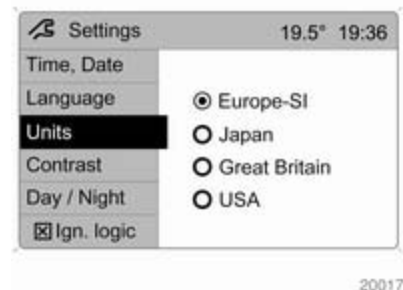 Settings 19.5° 19:36
Time, Date
Language
Units
Contrast
Day / Night
Ign. logic
Europe-SI
Japan
Great Britain
USA
20017